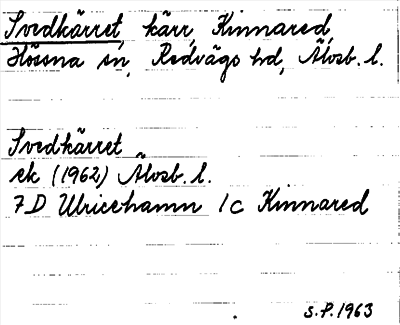 Svedkärret, kärr, Kinnared,
Hössna sn, Redvägs hd, Älvsb. l.
Svedkärret
ek (1962) Älvsb. l.
7D Ulricehamn 1c Kinnared
S.P. 1963